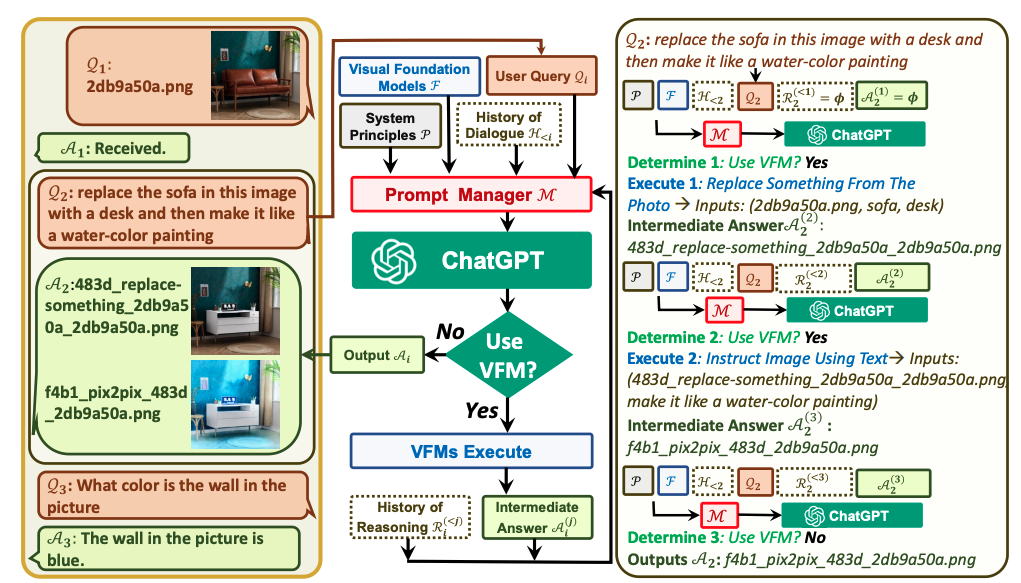 Q₁:
2db9a50a.png
A₁: Received.
Q₂: replace the sofa in this image
with a desk and then make it like
a water-color painting
A₂:483d_replace-
something_2db9a5
0a_2db9a50a.png
f4b1_pix2pix_483d
_2db9a50a.png
Q₃: What color is the wall in the
picture
A₃: The wall in the picture is
blue.
Visual Foundation
Models F
User Query Qᵢ
System
Principles P
History of
Dialogue H<i
Prompt Manager M
ChatGPT
Use
VFM?
No
Output Aᵢ
Yes
VFMs Execute
History of
Reasoning Rᵢ^(<j)
Intermediate
Answer Aᵢ^(j)
Q₂: replace the sofa in this image with a desk and
then make it like a water-color painting
P F H<2 Q₂ R₂^(<1) = ϕ A₂^(1) = ϕ
M ChatGPT
Determine 1: Use VFM? Yes
Execute 1: Replace Something From The
Photo → Inputs: (2db9a50a.png, sofa, desk)
Intermediate Answer A₂^(2):
483d_replace-something_2db9a50a_2db9a50a.png
P F H<2 Q₂ R₂^(<2) A₂^(2)
M ChatGPT
Determine 2: Use VFM? Yes
Execute 2: Instruct Image Using Text→ Inputs:
(483d_replace-something_2db9a50a_2db9a50a.png,
make it like a water-color painting)
Intermediate Answer A₂^(3) :
f4b1_pix2pix_483d_2db9a50a.png
P F H<2 Q₂ R₂^(<3) A₂^(3)
M ChatGPT
Determine 3: Use VFM? No
Outputs A₂: f4b1_pix2pix_483d_2db9a50a.png